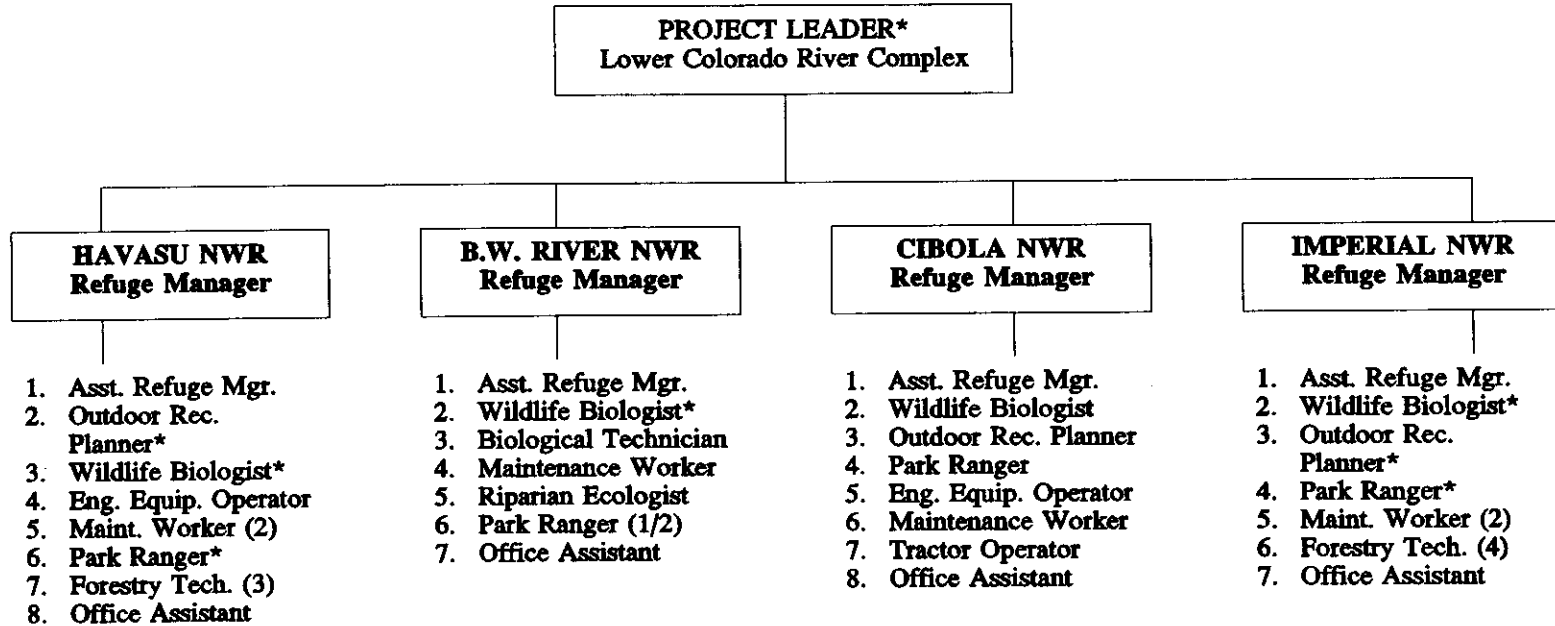 PROJECT LEADER*
Lower Colorado River Complex
HAVASU NWR
Refuge Manager
1. Asst. Refuge Mgr.
2. Outdoor Rec.
Planner*
3. Wildlife Biologist*
4. Eng. Equip. Operator
5. Maint. Worker (2)
6. Park Ranger*
7. Forestry Tech. (3)
8. Office Assistant
B.W. RIVER NWR
Refuge Manager
1. Asst. Refuge Mgr.
2. Wildlife Biologist*
3. Biological Technician
4. Maintenance Worker
5. Riparian Ecologist
6. Park Ranger (1/2)
7. Office Assistant
CIBOLA NWR
Refuge Manager
1. Asst. Refuge Mgr.
2. Wildlife Biologist
3. Outdoor Rec. Planner
4. Park Ranger
5. Eng. Equip. Operator
6. Maintenance Worker
7. Tractor Operator
8. Office Assistant
IMPERIAL NWR
Refuge Manager
1. Asst. Refuge Mgr.
2. Wildlife Biologist*
3. Outdoor Rec.
Planner*
4. Park Ranger*
5. Maint. Worker (2)
6. Forestry Tech. (4)
7. Office Assistant